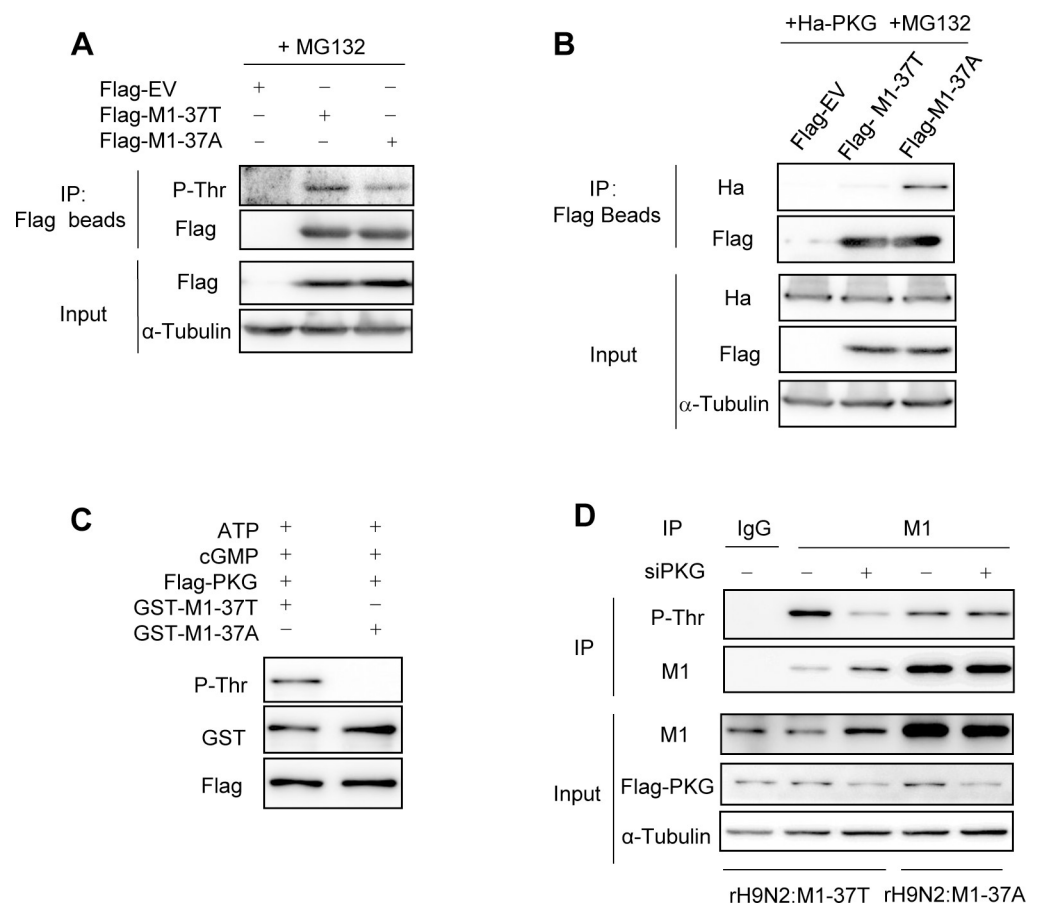 A
+ MG132
Flag-EV + − −
Flag-M1-37T − + −
Flag-M1-37A − − +
IP:
Flag beads
P-Thr
Flag
Input
Flag
α-Tubulin
B
+Ha-PKG +MG132
Flag-EV
Flag- M1-37T
Flag-M1-37A
IP:
Flag Beads
Ha
Flag
Input
Ha
Flag
α-Tubulin
C
ATP + +
cGMP + +
Flag-PKG + +
GST-M1-37T + −
GST-M1-37A − +
P-Thr
GST
Flag
D
IP IgG M1
siPKG − − + − +
IP
P-Thr
M1
Input
M1
Flag-PKG
α-Tubulin
rH9N2:M1-37T rH9N2:M1-37A